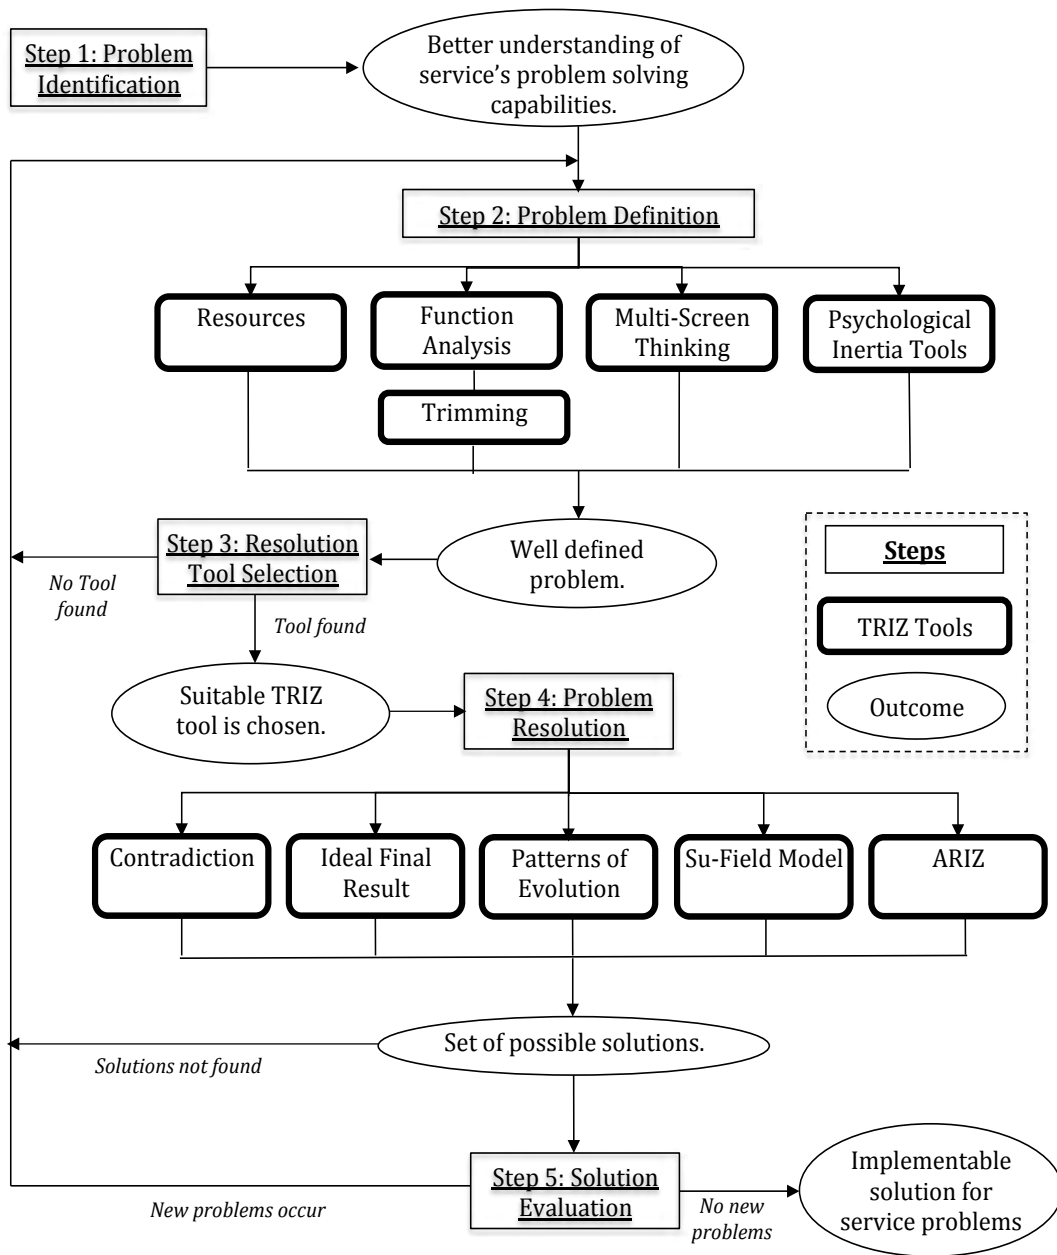 Step 1: Problem
Identification
Better understanding of
service's problem solving
capabilities.
Step 2: Problem Definition
Resources
Function
Analysis
Multi-Screen
Thinking
Psychological
Inertia Tools
Trimming
Step 3: Resolution
Tool Selection
Well defined
problem.
No Tool
found
Tool found
Steps
TRIZ Tools
Outcome
Suitable TRIZ
tool is chosen.
Step 4: Problem
Resolution
Contradiction
Ideal Final
Result
Patterns of
Evolution
Su-Field Model
ARIZ
Set of possible solutions.
Solutions not found
Step 5: Solution
Evaluation
New problems occur
No new
problems
Implementable
solution for
service problems